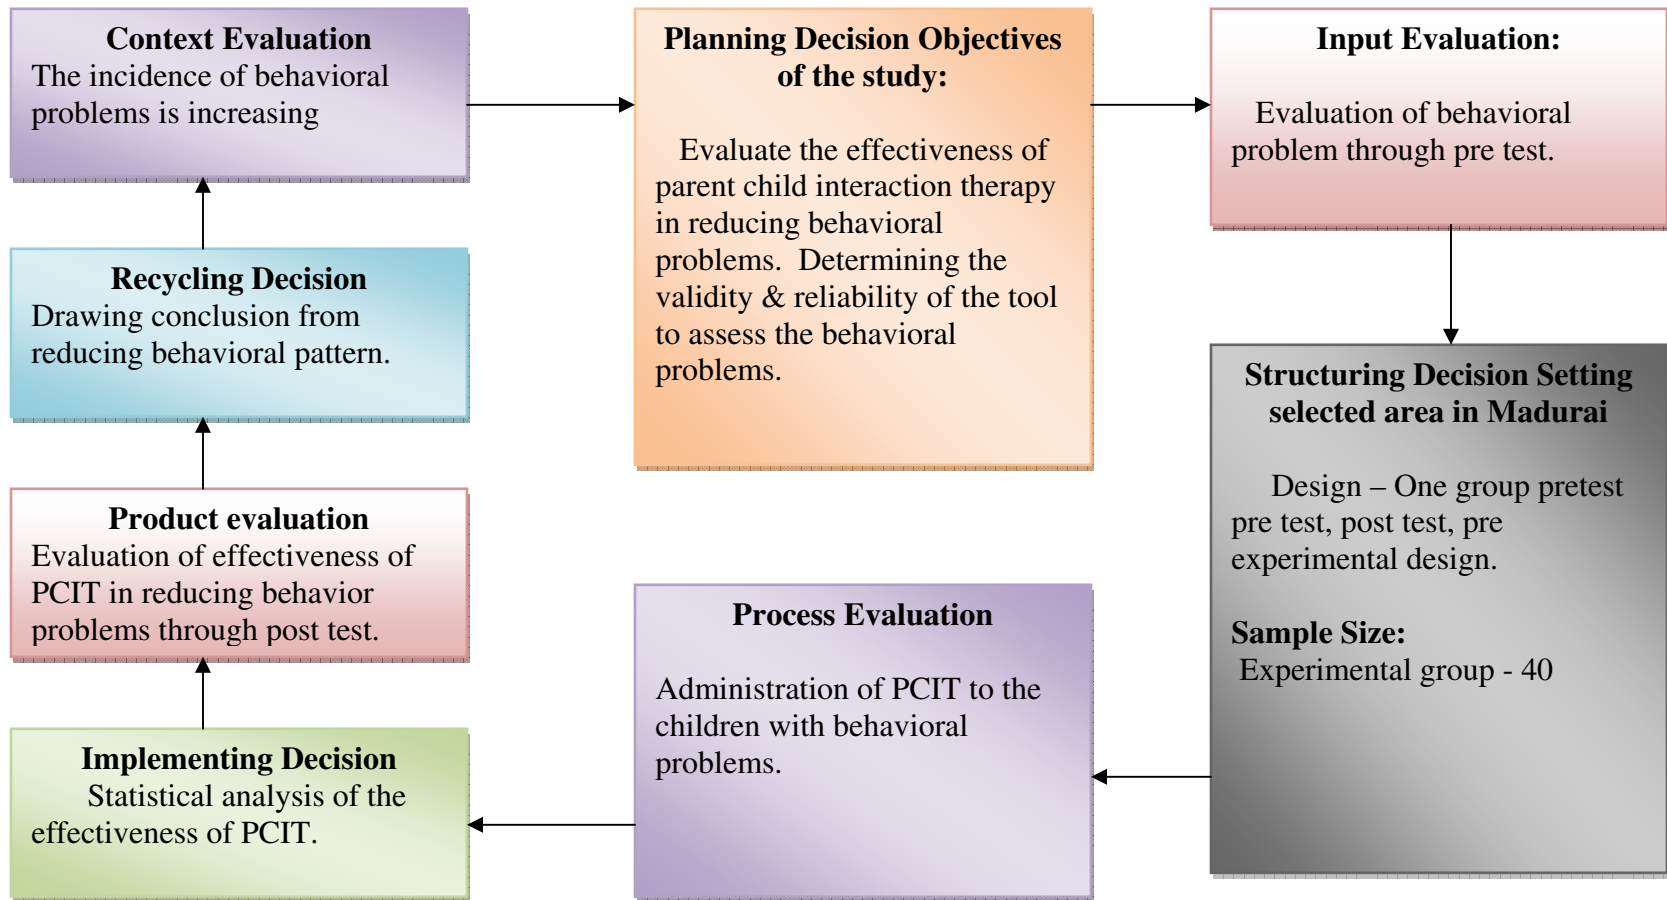 Context Evaluation
The incidence of behavioral
problems is increasing
Planning Decision Objectives
of the study:
Evaluate the effectiveness of
parent child interaction therapy
in reducing behavioral
problems.  Determining the
validity & reliability of the tool
to assess the behavioral
problems.
Input Evaluation:
Evaluation of behavioral
problem through pre test.
Structuring Decision Setting
selected area in Madurai
Design – One group pretest
pre test, post test, pre
experimental design.
Sample Size:
Experimental group - 40
Process Evaluation
Administration of PCIT to the
children with behavioral
problems.
Implementing Decision
Statistical analysis of the
effectiveness of PCIT.
Product evaluation
Evaluation of effectiveness of
PCIT in reducing behavior
problems through post test.
Recycling Decision
Drawing conclusion from
reducing behavioral pattern.